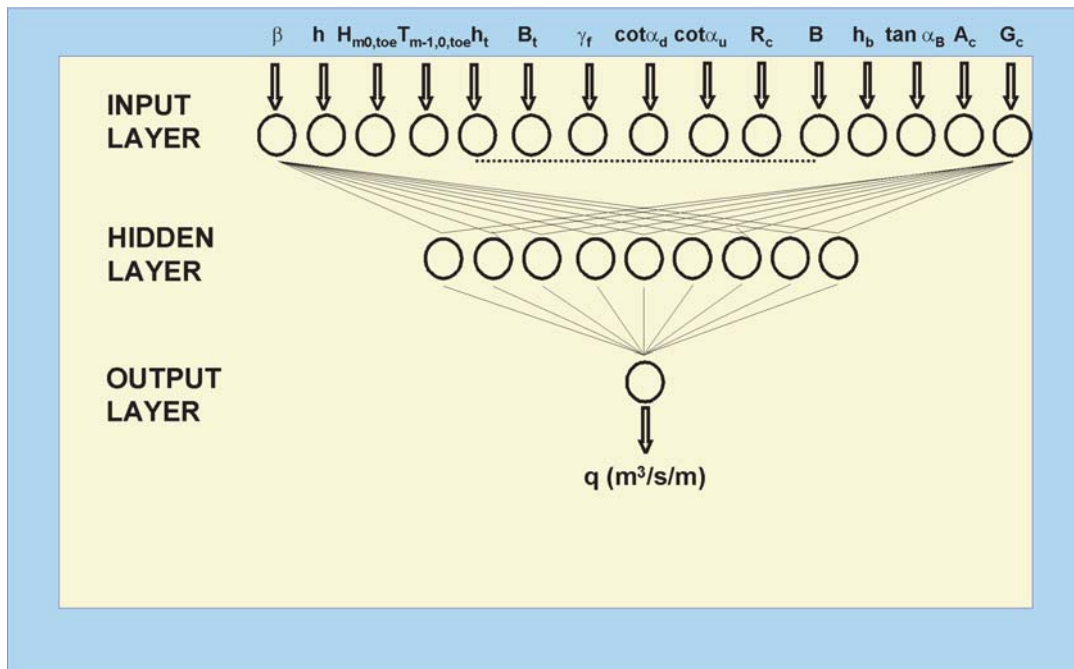 β h Hm0,toe Tm-1,0,toe ht Bt γf cotαd cotαu Rc B hb tan αB Ac Gc
INPUT
LAYER
HIDDEN
LAYER
OUTPUT
LAYER
q (m³/s/m)